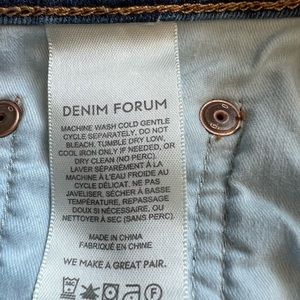 DENIM FORUM
MACHINE WASH COLD GENTLE
CYCLE SEPARATELY, DO NOT
BLEACH, TUMBLE DRY LOW,
COOL IRON ONLY IF NEEDED, OR
DRY CLEAN (NO PERC).
LAVER SÉPARÉMENT À LA
MACHINE À L'EAU FROIDE AU
CYCLE DÉLICAT. NE PAS
JAVELISER, SÉCHER À BASSE
TEMPÉRATURE, REPASSAGE
DOUX SI NÉCESSAIRE, OU
NETTOYER À SEC (SANS PERC).
MADE IN CHINA
FABRIQUÉ EN CHINE
WE MAKE A GREAT PAIR.